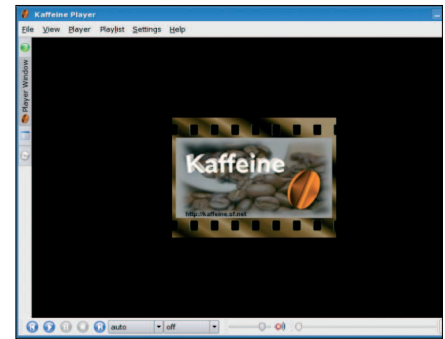 Kaffeine Player
File View Player Playlist Settings Help
Player Window
Kaffeine
http://kaffeine.sf.net
auto off